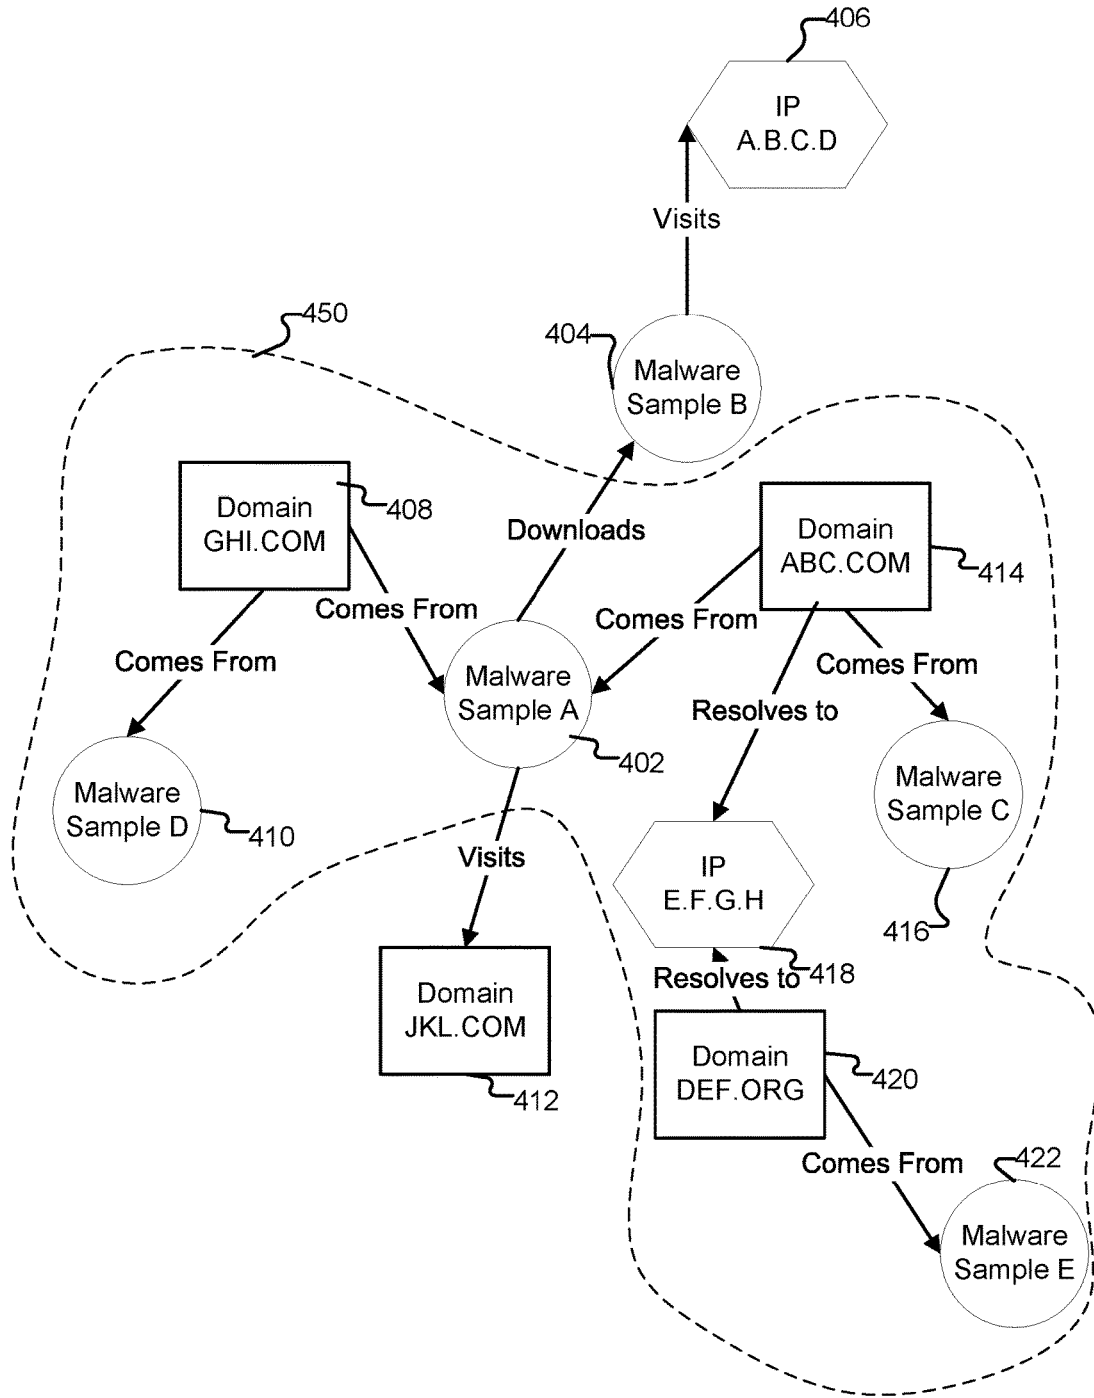 406
IP
A.B.C.D
Visits
450
404
Malware
Sample B
Domain
GHI.COM
408
Downloads
Domain
ABC.COM
414
Comes From
Comes From
Comes From
Comes From
Malware
Sample A
Resolves to
402
Malware
Sample D
410
Malware
Sample C
Visits
IP
E.F.G.H
416
418
Resolves to
Domain
JKL.COM
412
Domain
DEF.ORG
420
Comes From
422
Malware
Sample E